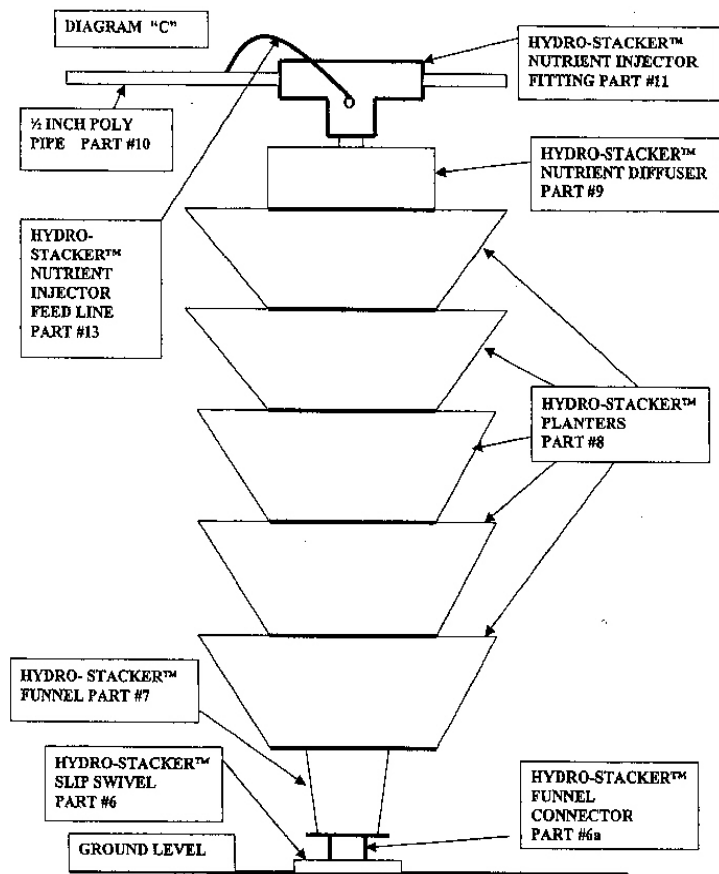 DIAGRAM "C"
HYDRO-STACKER™
NUTRIENT INJECTOR
FITTING PART #11
½ INCH POLY
PIPE PART #10
HYDRO-STACKER™
NUTRIENT DIFFUSER
PART #9
HYDRO-
STACKER™
NUTRIENT
INJECTOR
FEED LINE
PART #13
HYDRO-STACKER™
PLANTERS
PART #8
HYDRO- STACKER™
FUNNEL PART #7
HYDRO-STACKER™
SLIP SWIVEL
PART #6
HYDRO-STACKER™
FUNNEL
CONNECTOR
PART #6a
GROUND LEVEL